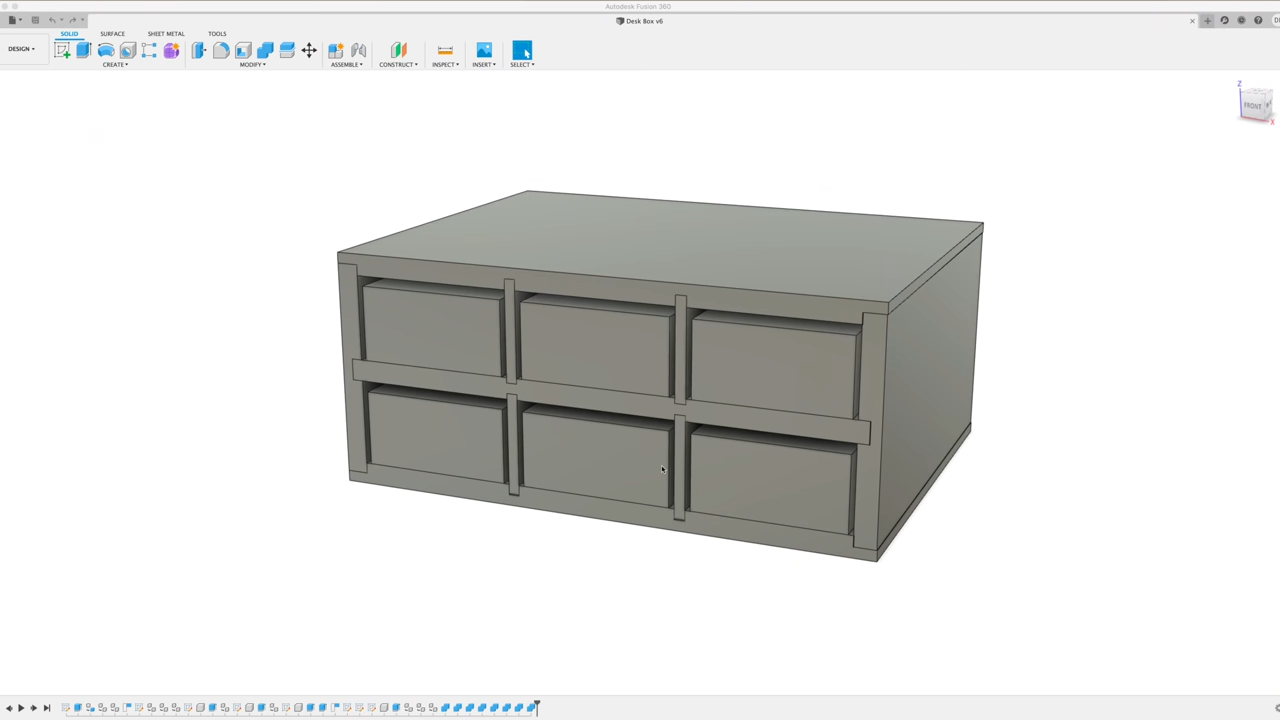 Autodesk Fusion 360
Desk Box v6
SOLID SURFACE SHEET METAL TOOLS
DESIGN
CREATE MODIFY ASSEMBLE CONSTRUCT INSPECT INSERT SELECT
Z
FRONT
X